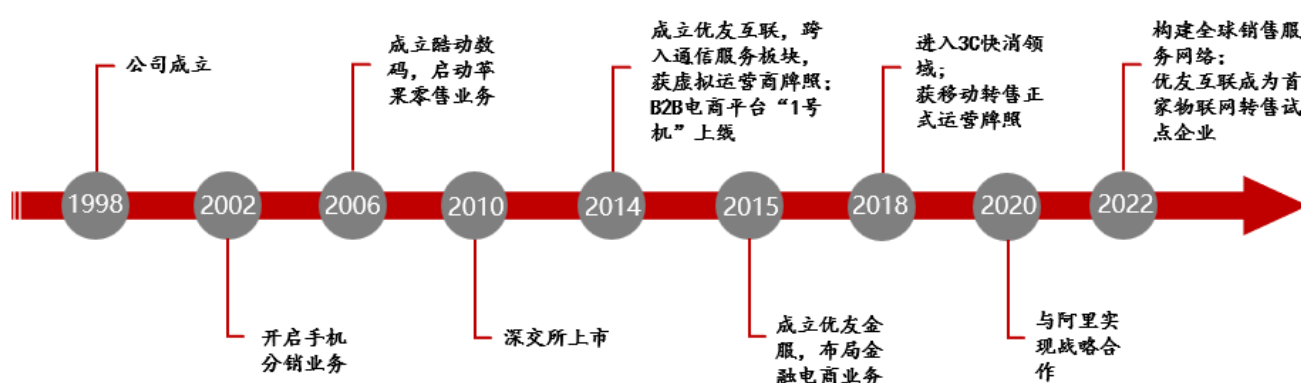 公司成立
成立酷动数
码，启动苹
果零售业务
成立优友互联，跨
入通信服务板块，
获虚拟运营商牌照；
B2B电商平台“1号
机”上线
进入3C快消领
域；
获移动转售正
式运营牌照
构建全球销售服
务网络；
优友互联成为首
家物联网转售试
点企业
1998
2002
2006
2010
2014
2015
2018
2020
2022
开启手机
分销业务
深交所上市
成立优友金
服，布局金
融电商业务
与阿里实
现战略合
作